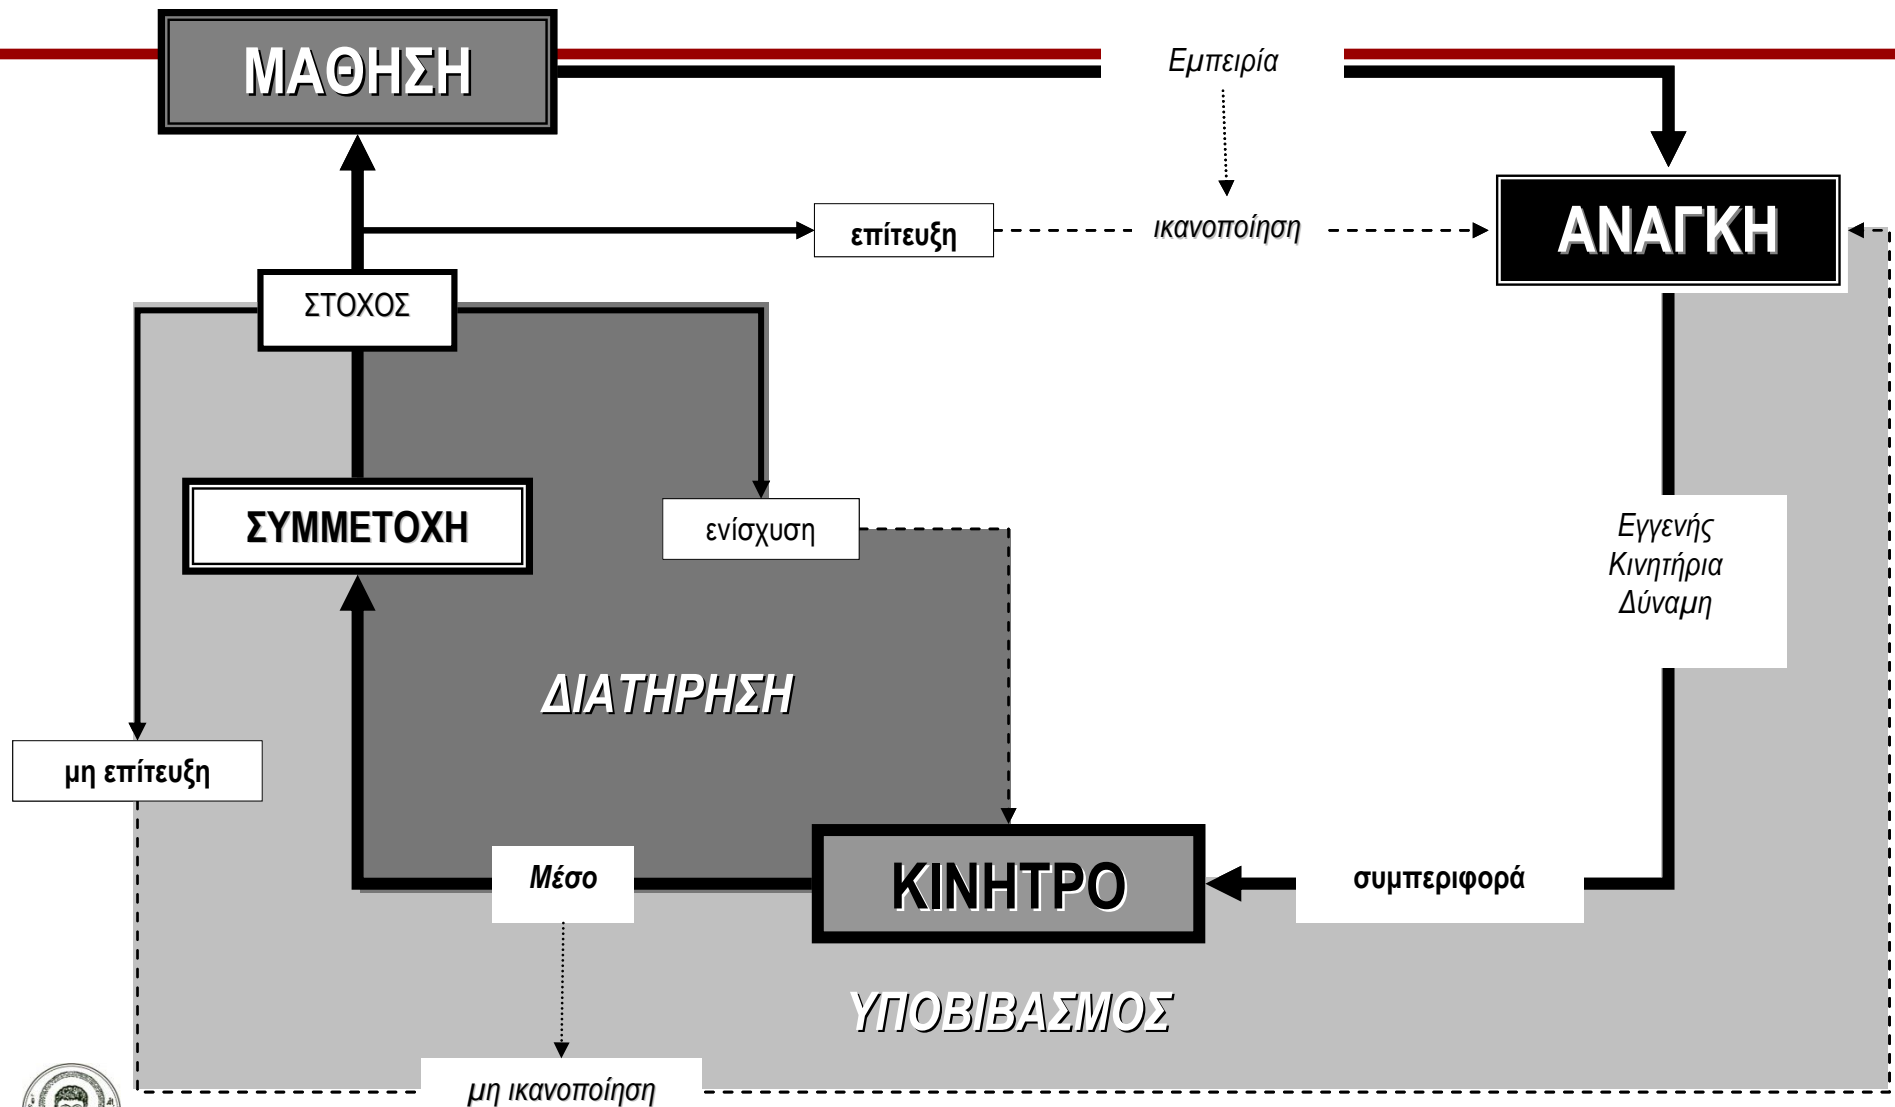 ΜΑΘΗΣΗ
Εμπειρία
επίτευξη
ικανοποίηση
ΑΝΑΓΚΗ
ΣΤΟΧΟΣ
ΣΥΜΜΕΤΟΧΗ
ενίσχυση
Εγγενής
Κινητήρια
Δύναμη
ΔΙΑΤΗΡΗΣΗ
μη επίτευξη
Μέσο
ΚΙΝΗΤΡΟ
συμπεριφορά
ΥΠΟΒΙΒΑΣΜΟΣ
μη ικανοποίηση